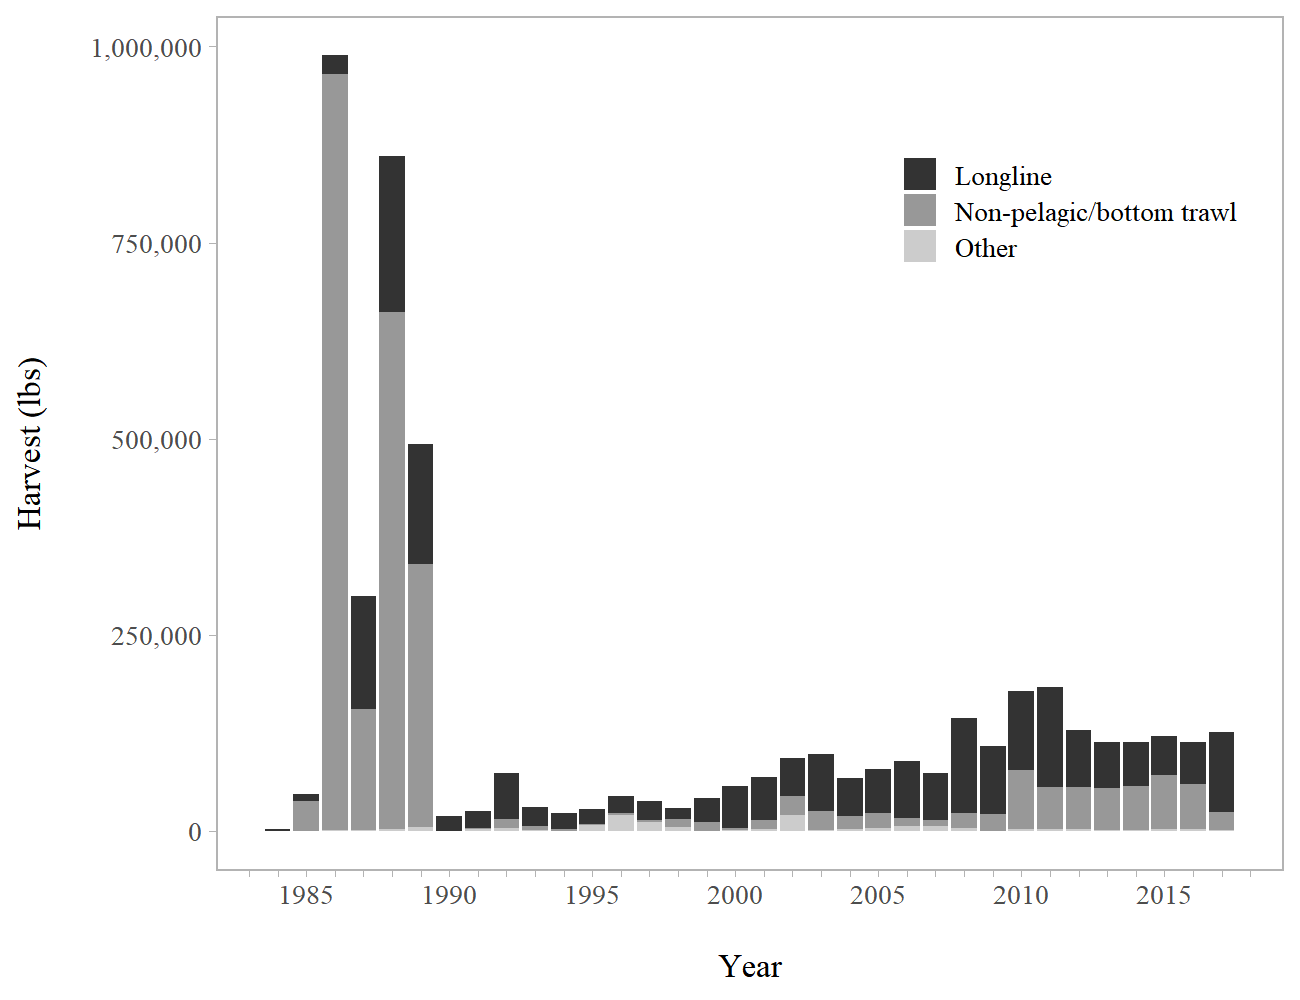 1,000,000
750,000
500,000
250,000
0
Harvest (lbs)
Longline
Non-pelagic/bottom trawl
Other
1985 1990 1995 2000 2005 2010 2015
Year